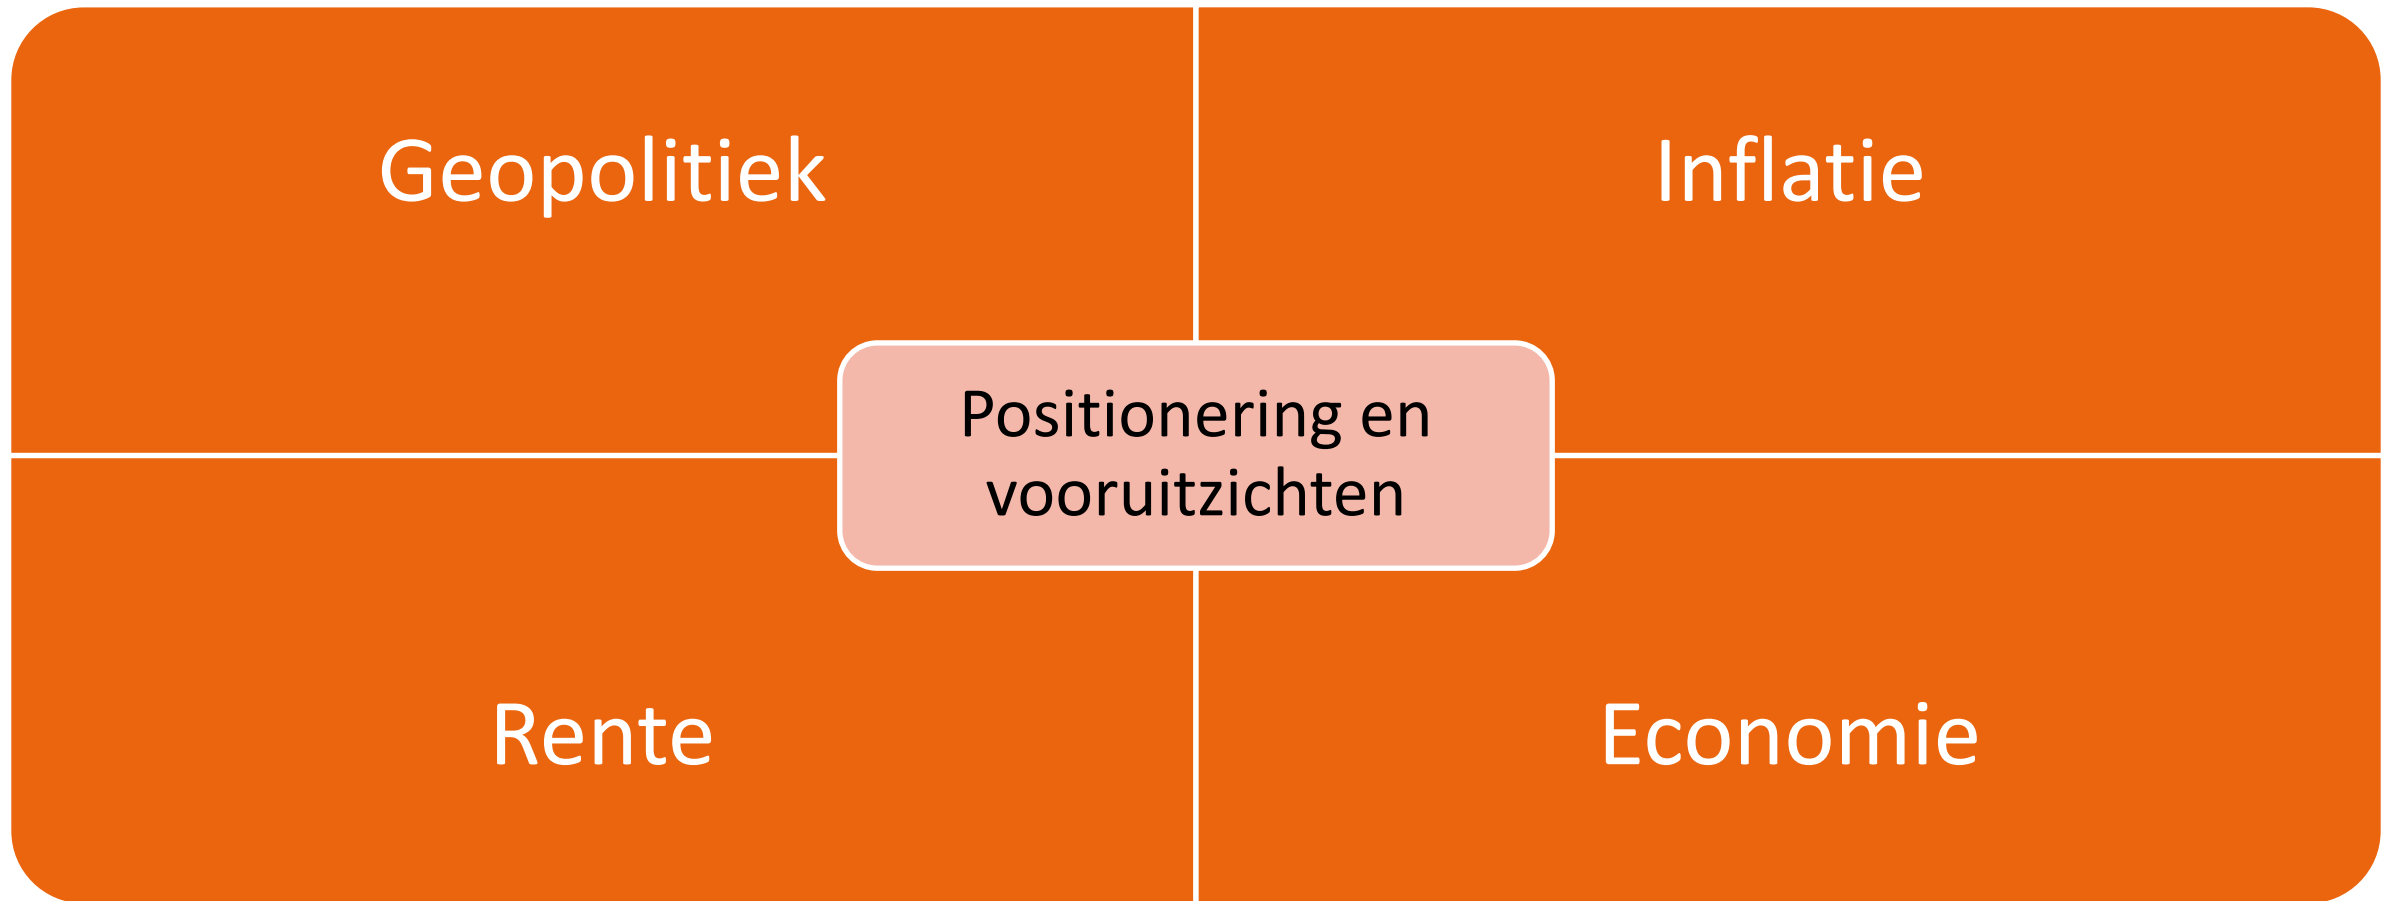 Geopolitiek
Inflatie
Positionering en
vooruitzichten
Rente
Economie